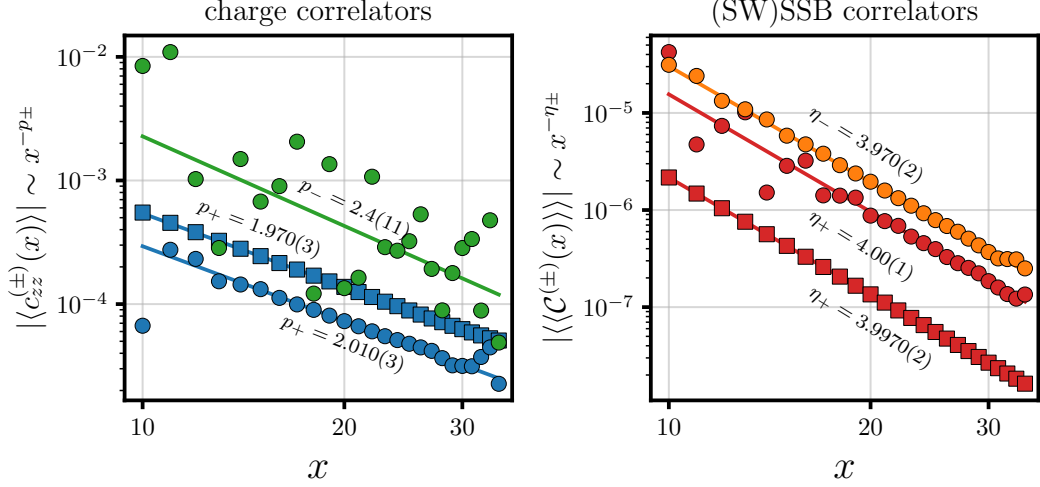 charge correlators
|⟨c_{zz}^{(±)}(x)⟩| ∼ x^{−p_±}
10^{−2}
10^{−3}
10^{−4}
p_− = 2.4(11)
p_+ = 1.970(3)
p_+ = 2.010(3)
10
20
30
x
(SW)SSB correlators
|⟨⟨𝒞^{(±)}(x)⟩⟩| ∼ x^{−η_±}
10^{−5}
10^{−6}
10^{−7}
η_− = 3.970(2)
η_+ = 4.00(1)
η_+ = 3.9970(2)
10
20
30
x